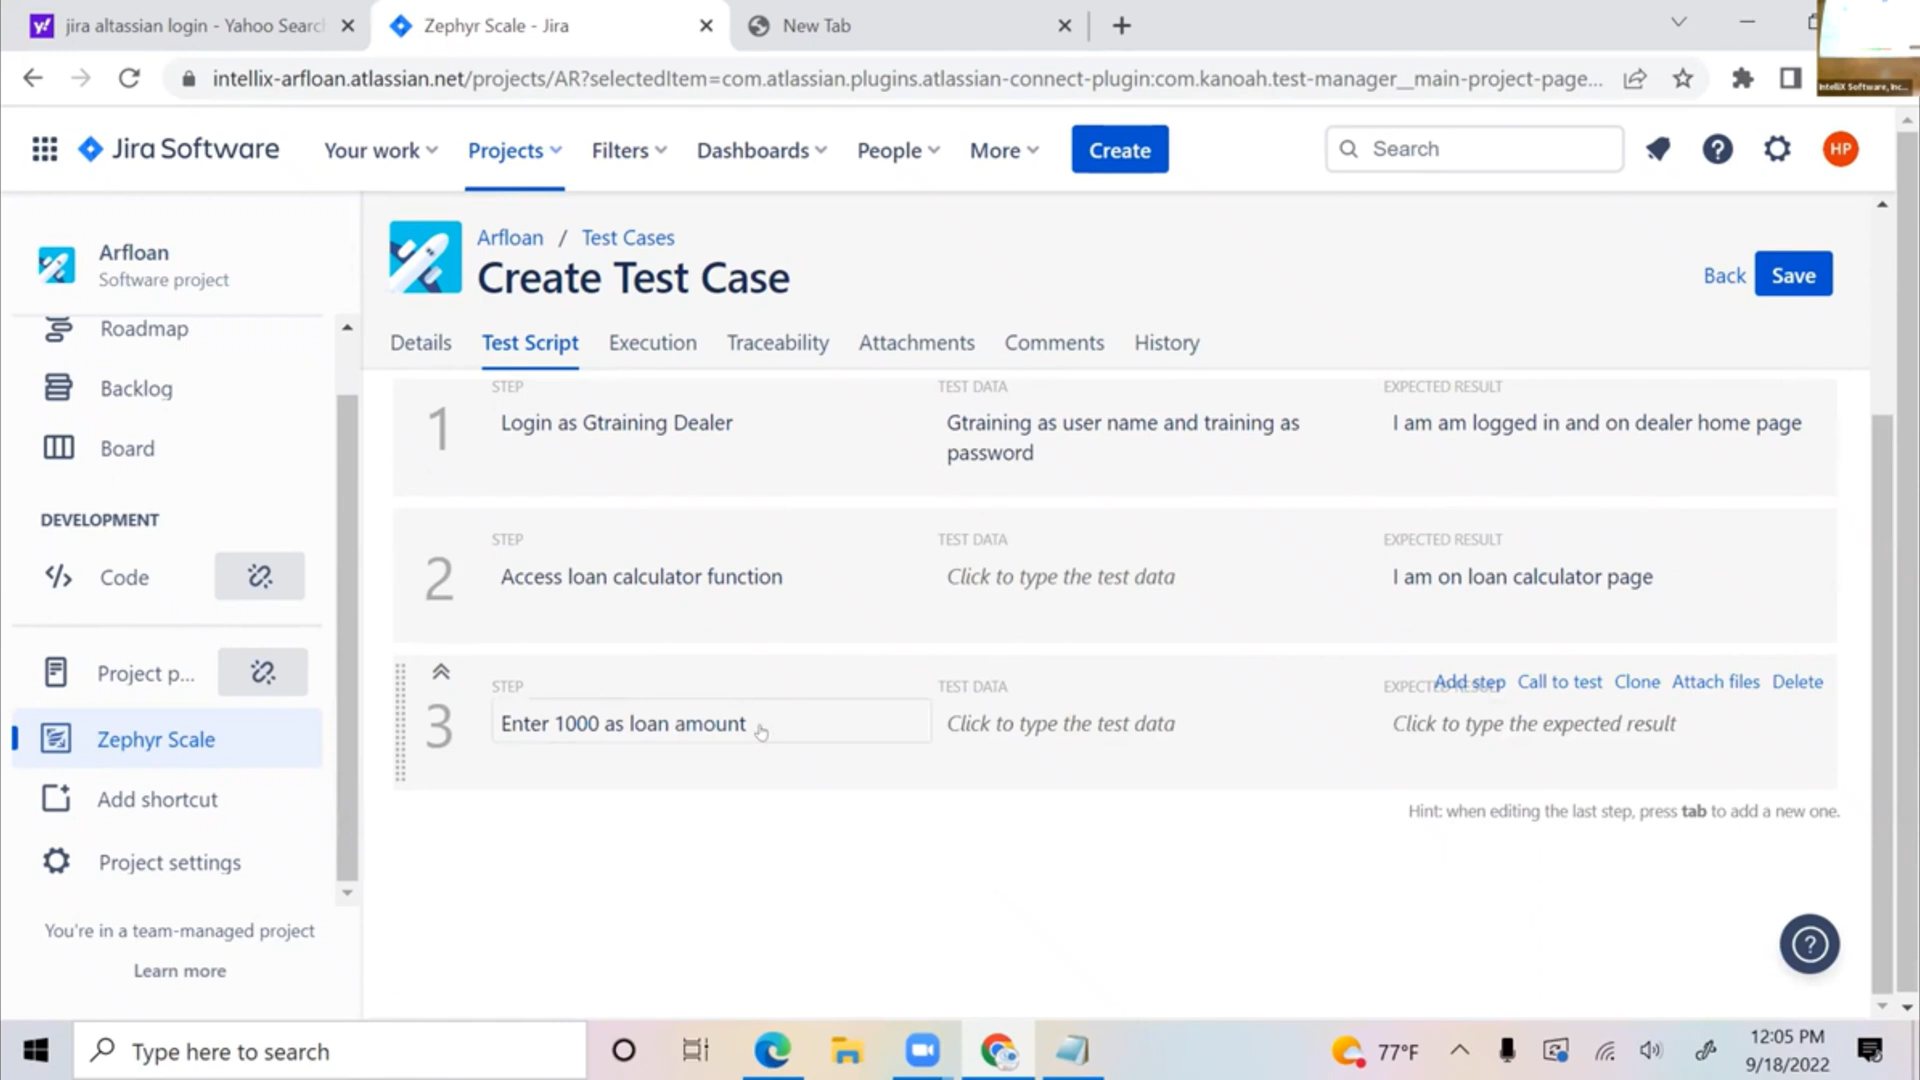 jira altassian login - Yahoo Searc
Zephyr Scale - Jira
New Tab
intellix-arfloan.atlassian.net/projects/AR?selectedItem=com.atlassian.plugins.atlassian-connect-plugin:com.kanoah.test-manager__main-project-page...
IntelliX Software, Inc...
Jira Software
Your work
Projects
Filters
Dashboards
People
More
Create
Search
HP
Arfloan
Software project
Roadmap
Backlog
Board
DEVELOPMENT
Code
Project p...
Zephyr Scale
Add shortcut
Project settings
You're in a team-managed project
Learn more
Arfloan / Test Cases
Create Test Case
Back
Save
Details
Test Script
Execution
Traceability
Attachments
Comments
History
STEP
TEST DATA
EXPECTED RESULT
1
Login as Gtraining Dealer
Gtraining as user name and training as
password
I am am logged in and on dealer home page
STEP
TEST DATA
EXPECTED RESULT
2
Access loan calculator function
Click to type the test data
I am on loan calculator page
Add step
Call to test
Clone
Attach files
Delete
STEP
TEST DATA
EXPECTED RESULT
3
Enter 1000 as loan amount
Click to type the test data
Click to type the expected result
Hint: when editing the last step, press tab to add a new one.
Type here to search
77°F
12:05 PM
9/18/2022